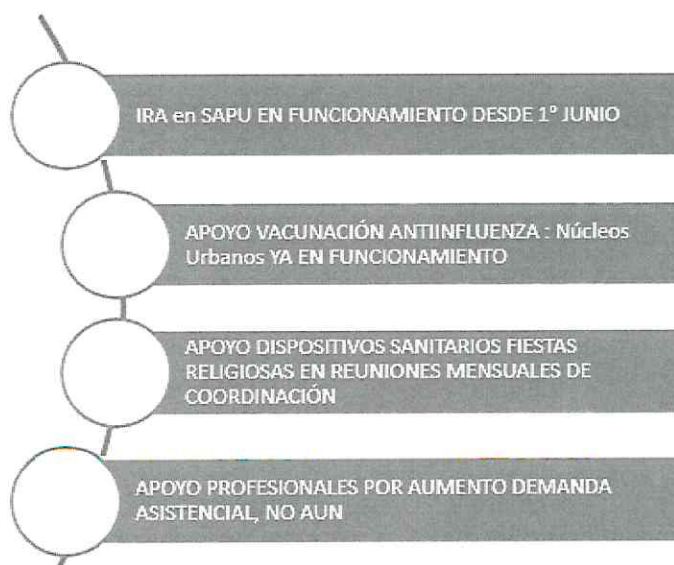 IRA en SAPU EN FUNCIONAMIENTO DESDE 1° JUNIO
APOYO VACUNACIÓN ANTIINFLUENZA : Núcleos
Urbanos YA EN FUNCIONAMIENTO
APOYO DISPOSITIVOS SANITARIOS FIESTAS
RELIGIOSAS EN REUNIONES MENSUALES DE
COORDINACIÓN
APOYO PROFESIONALES POR AUMENTO DEMANDA
ASISTENCIAL, NO AUN